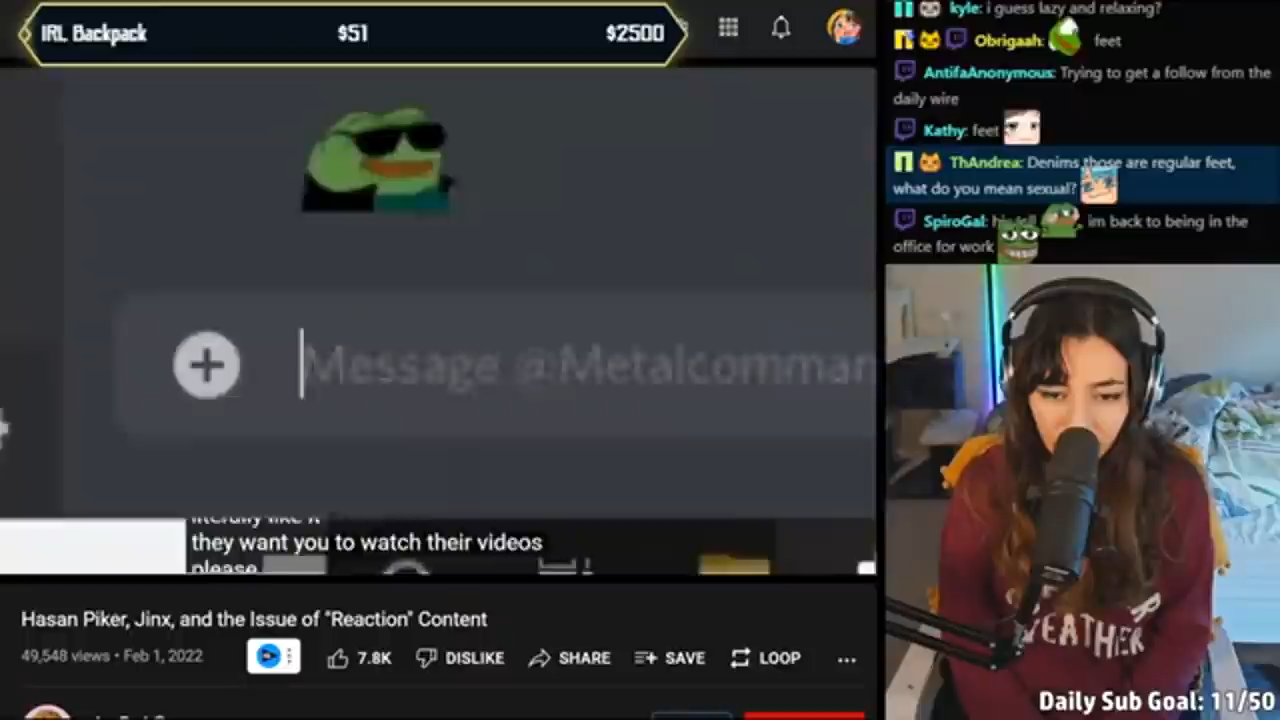 IRL Backpack $51 $2500
kyle: i guess lazy and relaxing?
Obrigaah: feet
AntifaAnonymous: Trying to get a follow from the
daily wire
Kathy: feet
ThAndrea: Denims those are regular feet,
what do you mean sexual?
SpiroGal: im back to being in the
office for work
Message @Metalcomman
literally like it
they want you to watch their videos
please
Hasan Piker, Jinx, and the Issue of "Reaction" Content
49,548 views • Feb 1, 2022
7.8K DISLIKE SHARE SAVE LOOP
WEATHER
Daily Sub Goal: 11/50